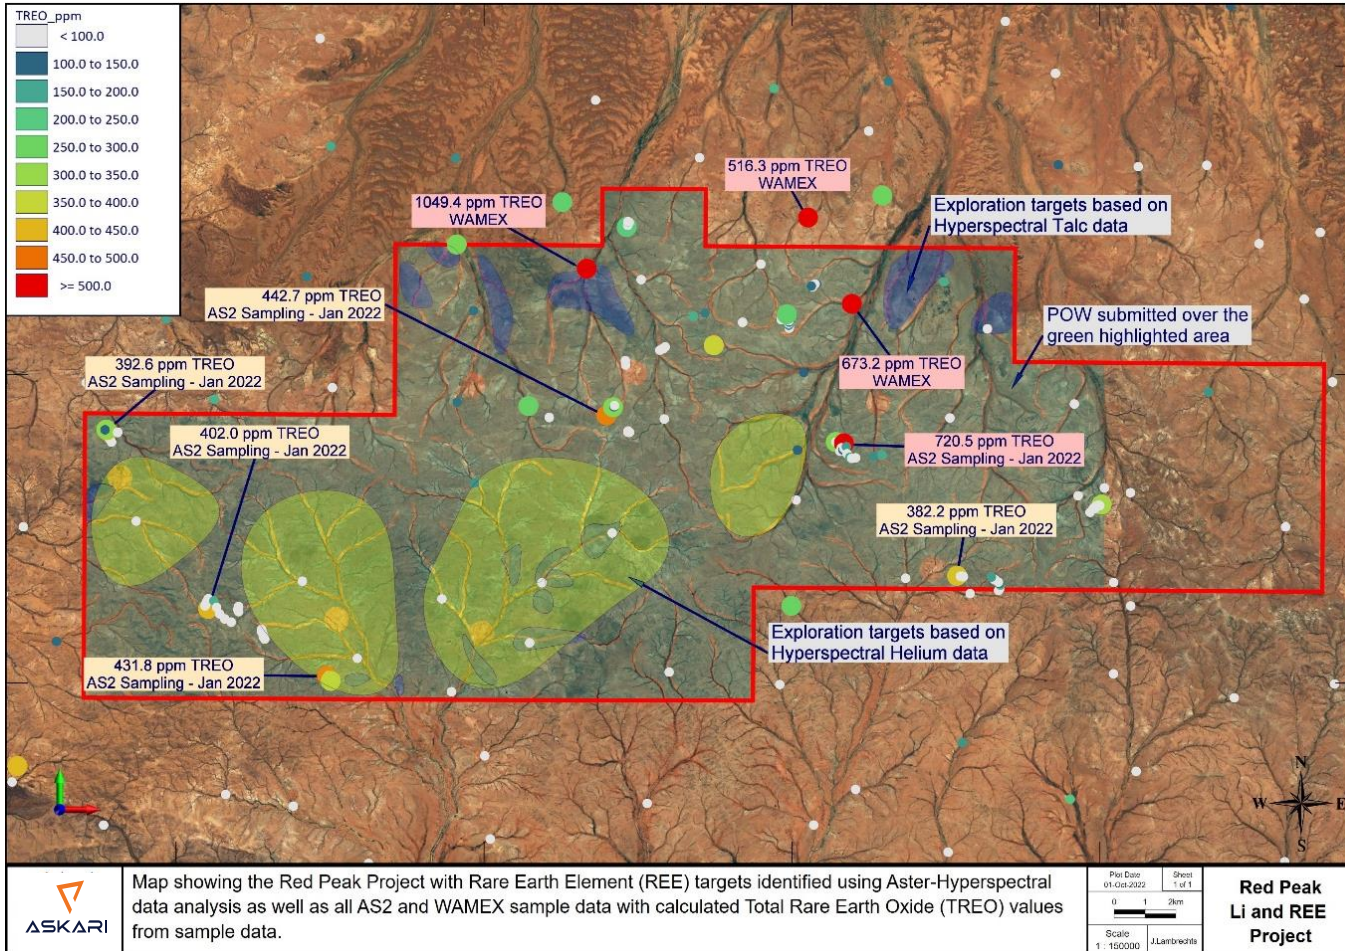 TREO_ppm
< 100.0
100.0 to 150.0
150.0 to 200.0
200.0 to 250.0
250.0 to 300.0
300.0 to 350.0
350.0 to 400.0
400.0 to 450.0
450.0 to 500.0
>= 500.0
516.3 ppm TREO
WAMEX
1049.4 ppm TREO
WAMEX
Exploration targets based on
Hyperspectral Talc data
442.7 ppm TREO
AS2 Sampling - Jan 2022
POW submitted over the
green highlighted area
392.6 ppm TREO
AS2 Sampling - Jan 2022
673.2 ppm TREO
WAMEX
402.0 ppm TREO
AS2 Sampling - Jan 2022
720.5 ppm TREO
AS2 Sampling - Jan 2022
382.2 ppm TREO
AS2 Sampling - Jan 2022
Exploration targets based on
Hyperspectral Helium data
431.8 ppm TREO
AS2 Sampling - Jan 2022
N
W E
S
ASKARI
Map showing the Red Peak Project with Rare Earth Element (REE) targets identified using Aster-Hyperspectral
data analysis as well as all AS2 and WAMEX sample data with calculated Total Rare Earth Oxide (TREO) values
from sample data.
Plot Date
01-Oct-2022
Sheet
1 of 1
0 1 2km
Scale
1 : 150000
J.Lambrechts
Red Peak
Li and REE
Project